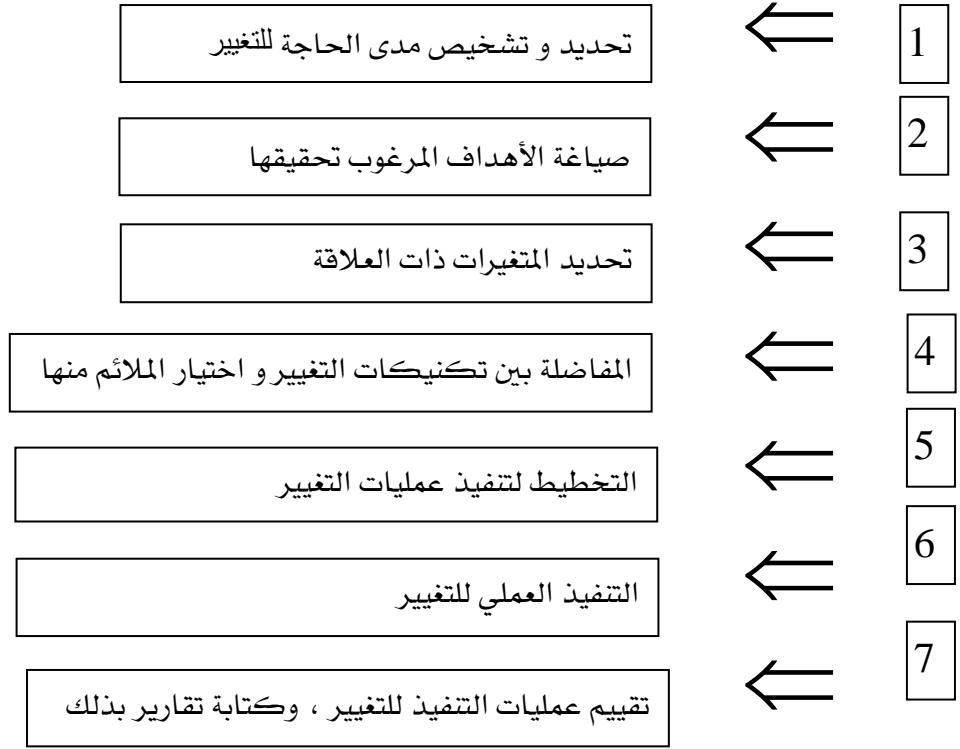 1 تحديد و تشخيص مدى الحاجة للتغيير
2 صياغة الأهداف المرغوب تحقيقها
3 تحديد المتغيرات ذات العلاقة
4 المفاضلة بين تكنيكات التغيير و اختيار الملائم منها
5 التخطيط لتنفيذ عمليات التغيير
6 التنفيذ العملي للتغيير
7 تقييم عمليات التنفيذ للتغيير ، وكتابة تقارير بذلك